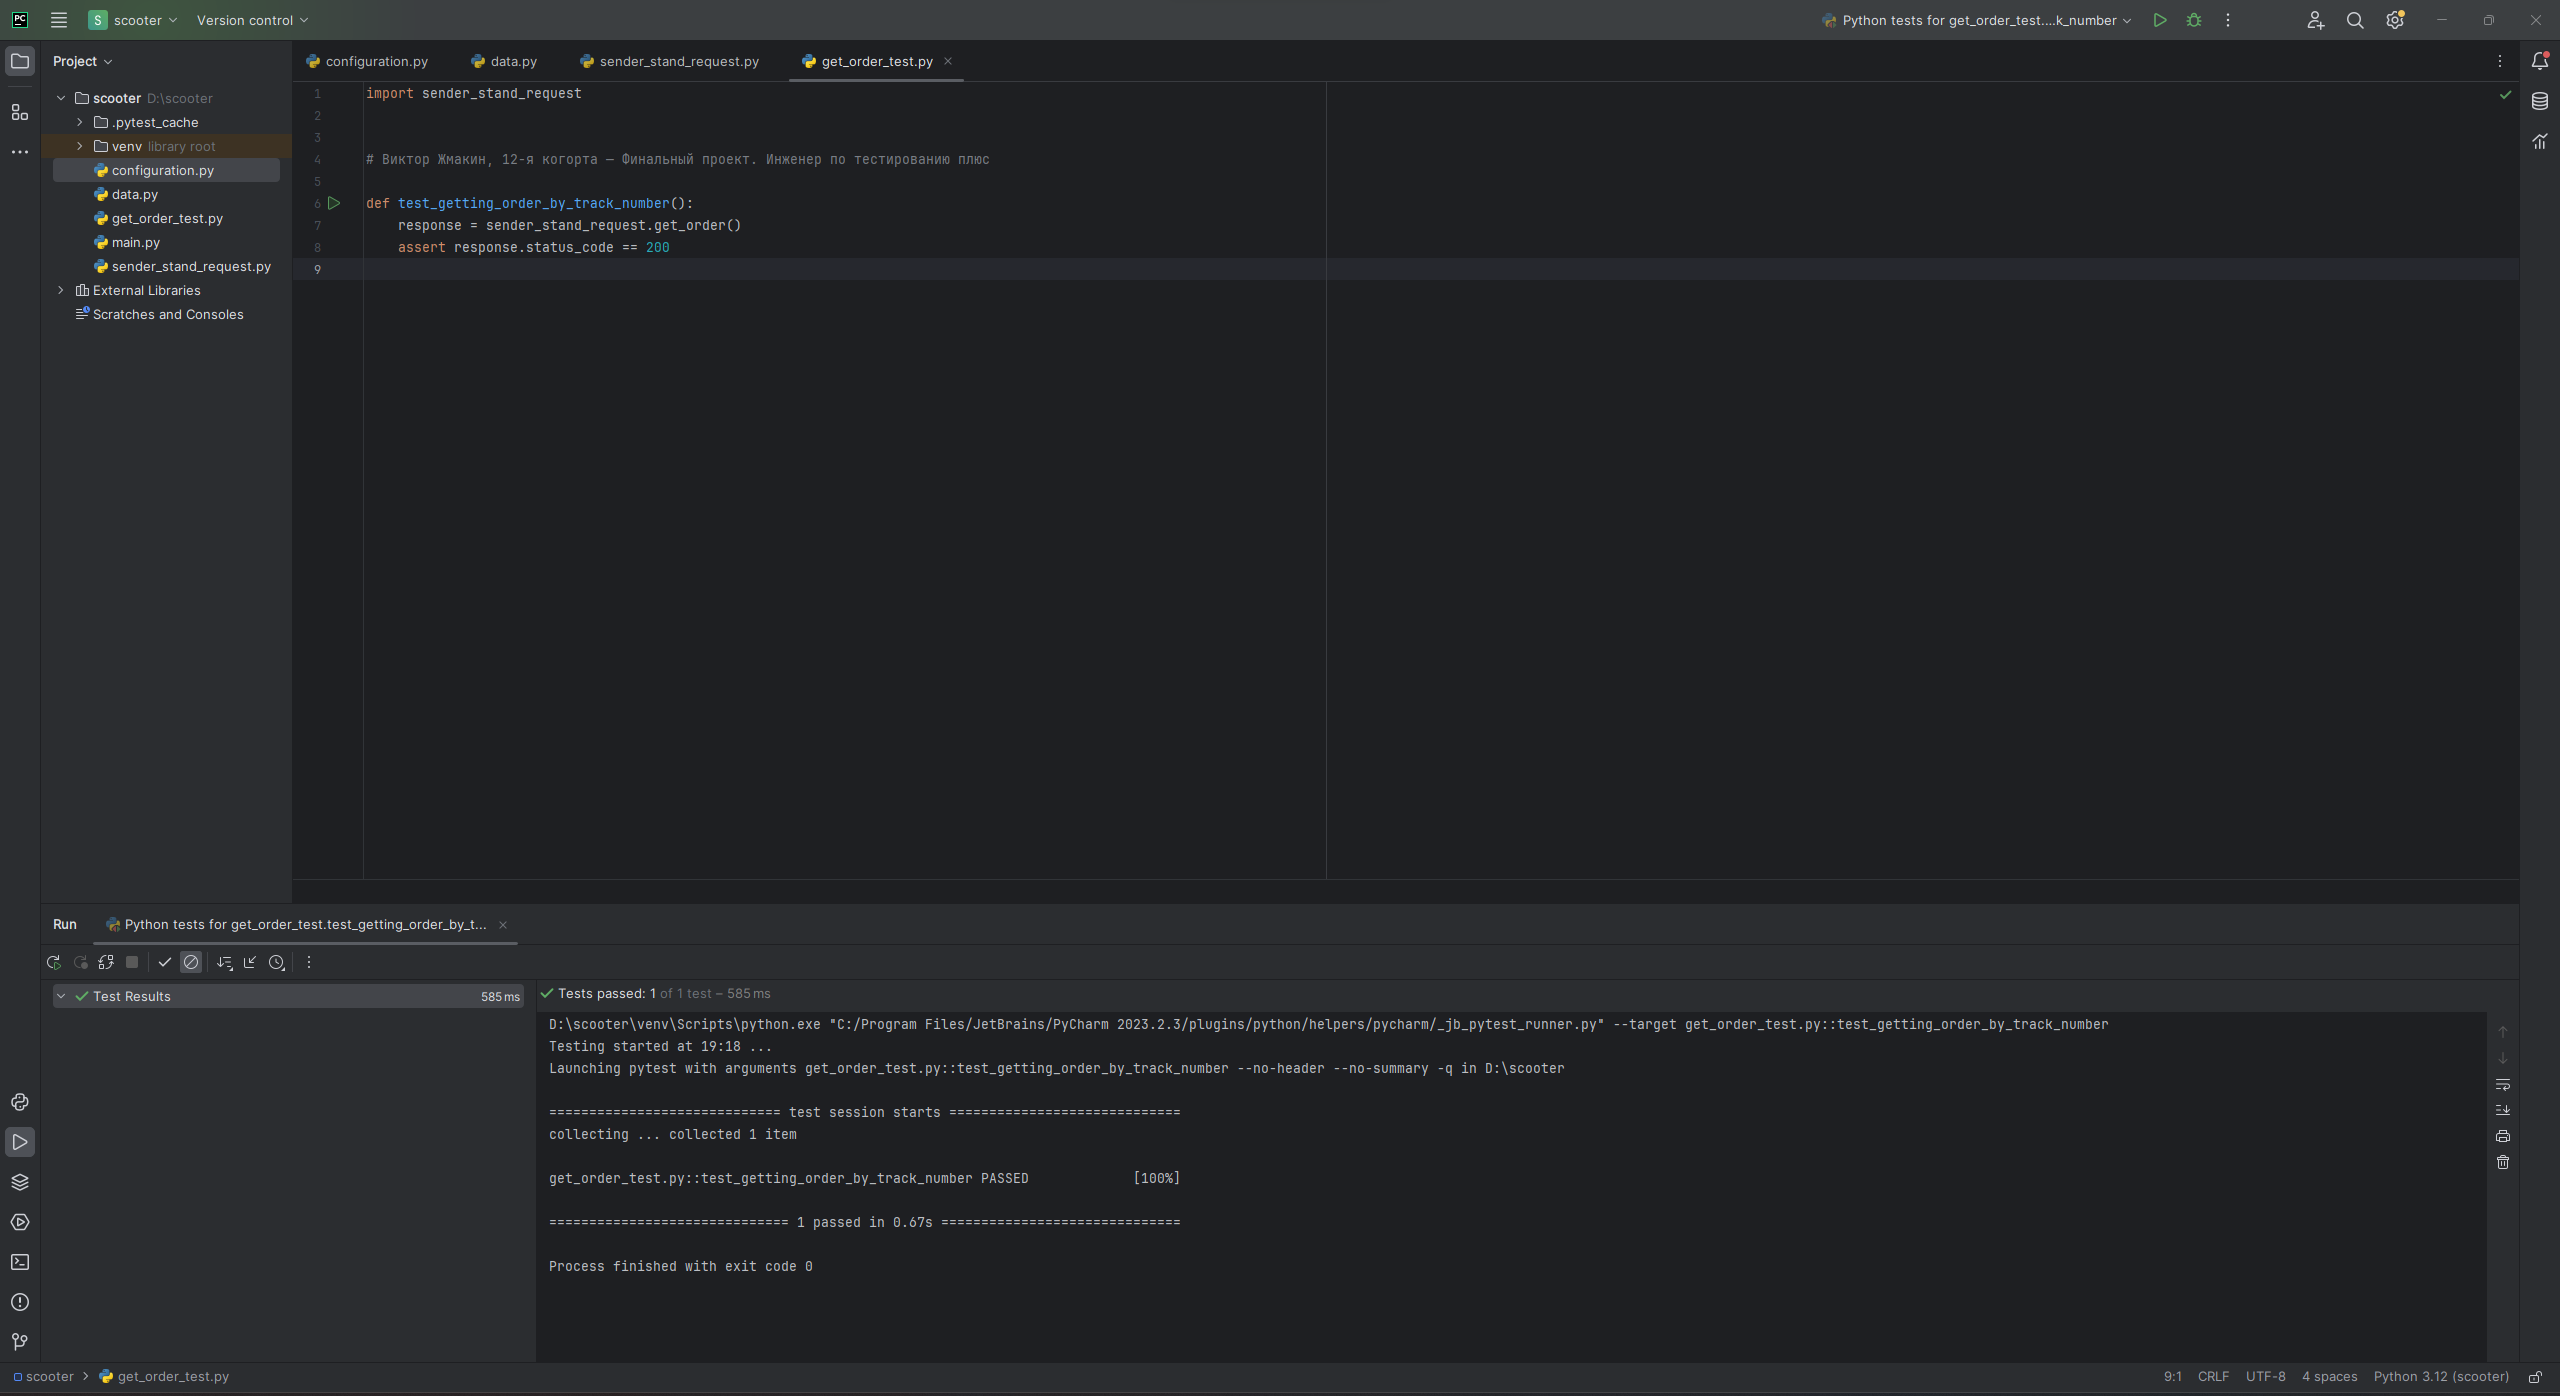 scooter
Version control
Python tests for get_order_test....k_number
Project
configuration.py
data.py
sender_stand_request.py
get_order_test.py
scooter D:\scooter
.pytest_cache
venv library root
configuration.py
data.py
get_order_test.py
main.py
sender_stand_request.py
External Libraries
Scratches and Consoles
1 import sender_stand_request
2
3
4 # Виктор Жмакин, 12-я когорта — Финальный проект. Инженер по тестированию плюс
5
6 def test_getting_order_by_track_number():
7 response = sender_stand_request.get_order()
8 assert response.status_code == 200
9
Run
Python tests for get_order_test.test_getting_order_by_t...
Test Results 585 ms
Tests passed: 1 of 1 test – 585 ms
D:\scooter\venv\Scripts\python.exe "C:/Program Files/JetBrains/PyCharm 2023.2.3/plugins/python/helpers/pycharm/_jb_pytest_runner.py" --target get_order_test.py::test_getting_order_by_track_number
Testing started at 19:18 ...
Launching pytest with arguments get_order_test.py::test_getting_order_by_track_number --no-header --no-summary -q in D:\scooter
============================= test session starts =============================
collecting ... collected 1 item
get_order_test.py::test_getting_order_by_track_number PASSED [100%]
============================== 1 passed in 0.67s ==============================
Process finished with exit code 0
scooter
get_order_test.py
9:1 CRLF UTF-8 4 spaces Python 3.12 (scooter)